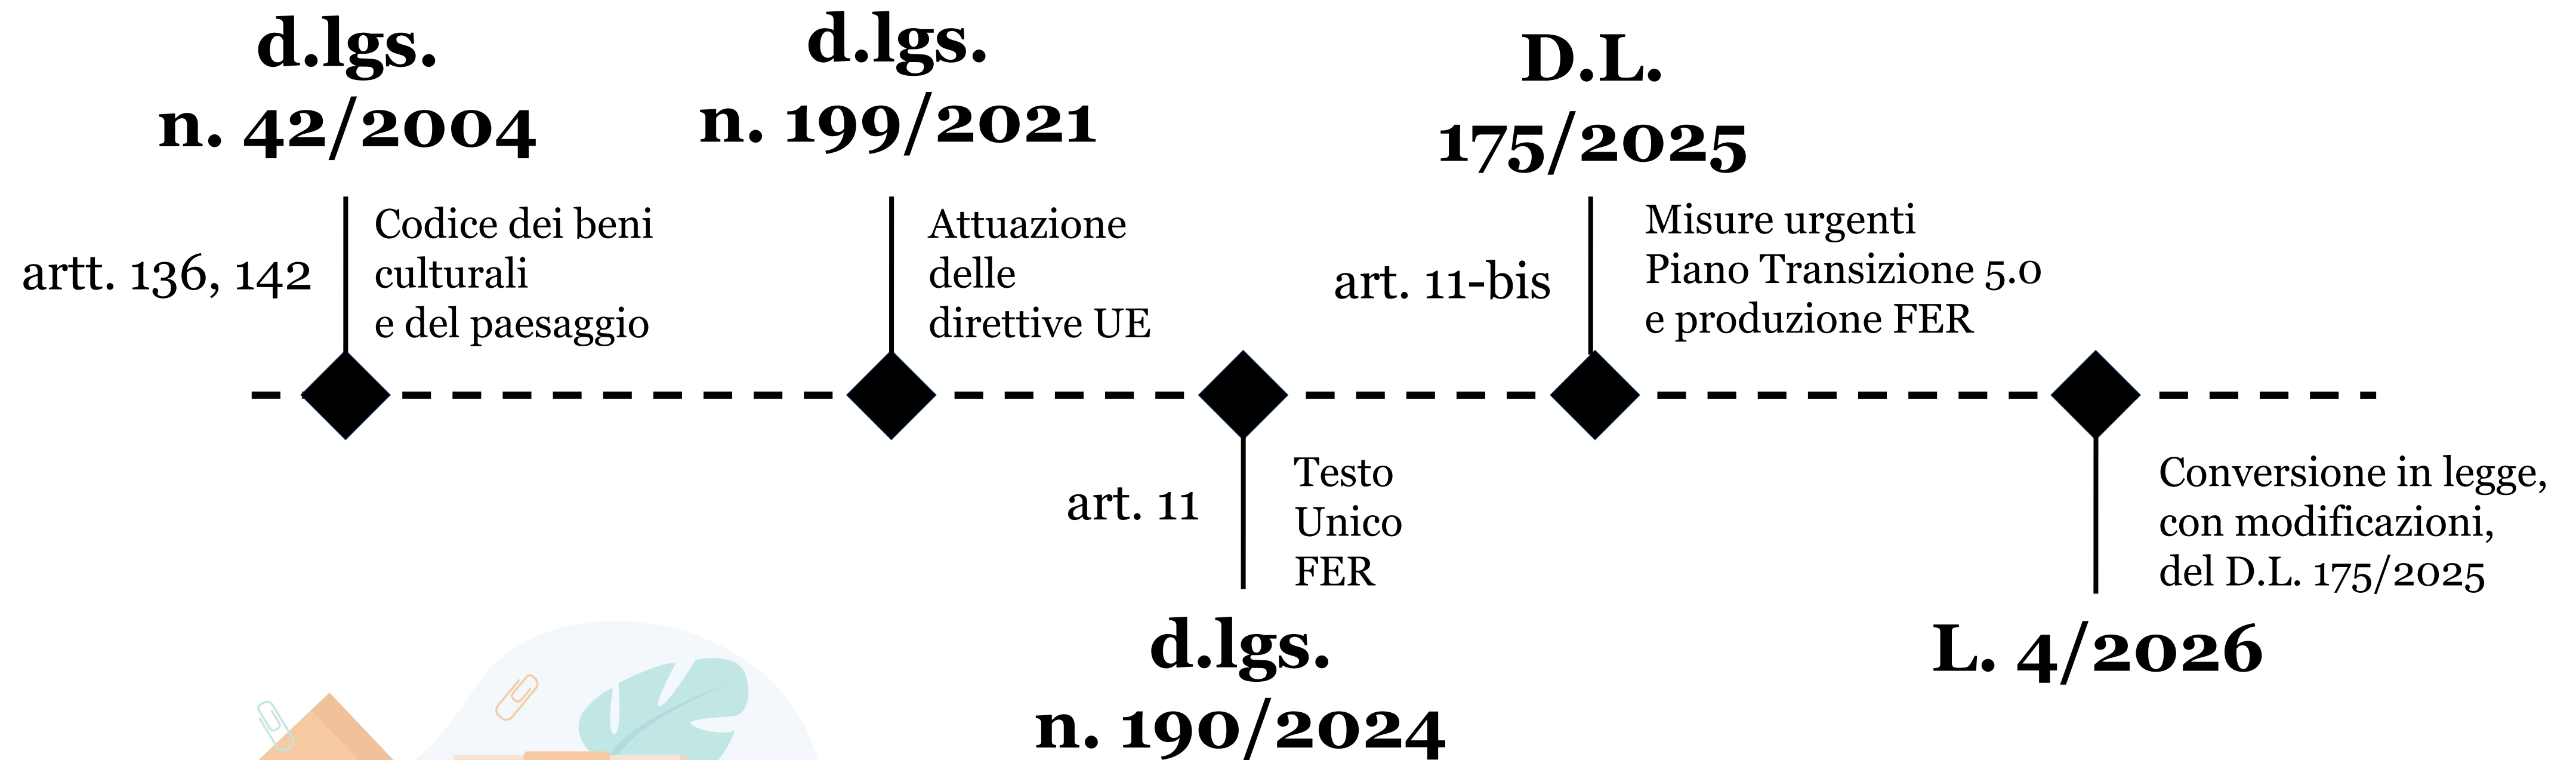 d.lgs.
n. 42/2004
artt. 136, 142
Codice dei beni
culturali
e del paesaggio
d.lgs.
n. 199/2021
Attuazione
delle
direttive UE
art. 11
Testo
Unico
FER
d.lgs.
n. 190/2024
D.L.
175/2025
art. 11-bis
Misure urgenti
Piano Transizione 5.0
e produzione FER
Conversione in legge,
con modificazioni,
del D.L. 175/2025
L. 4/2026